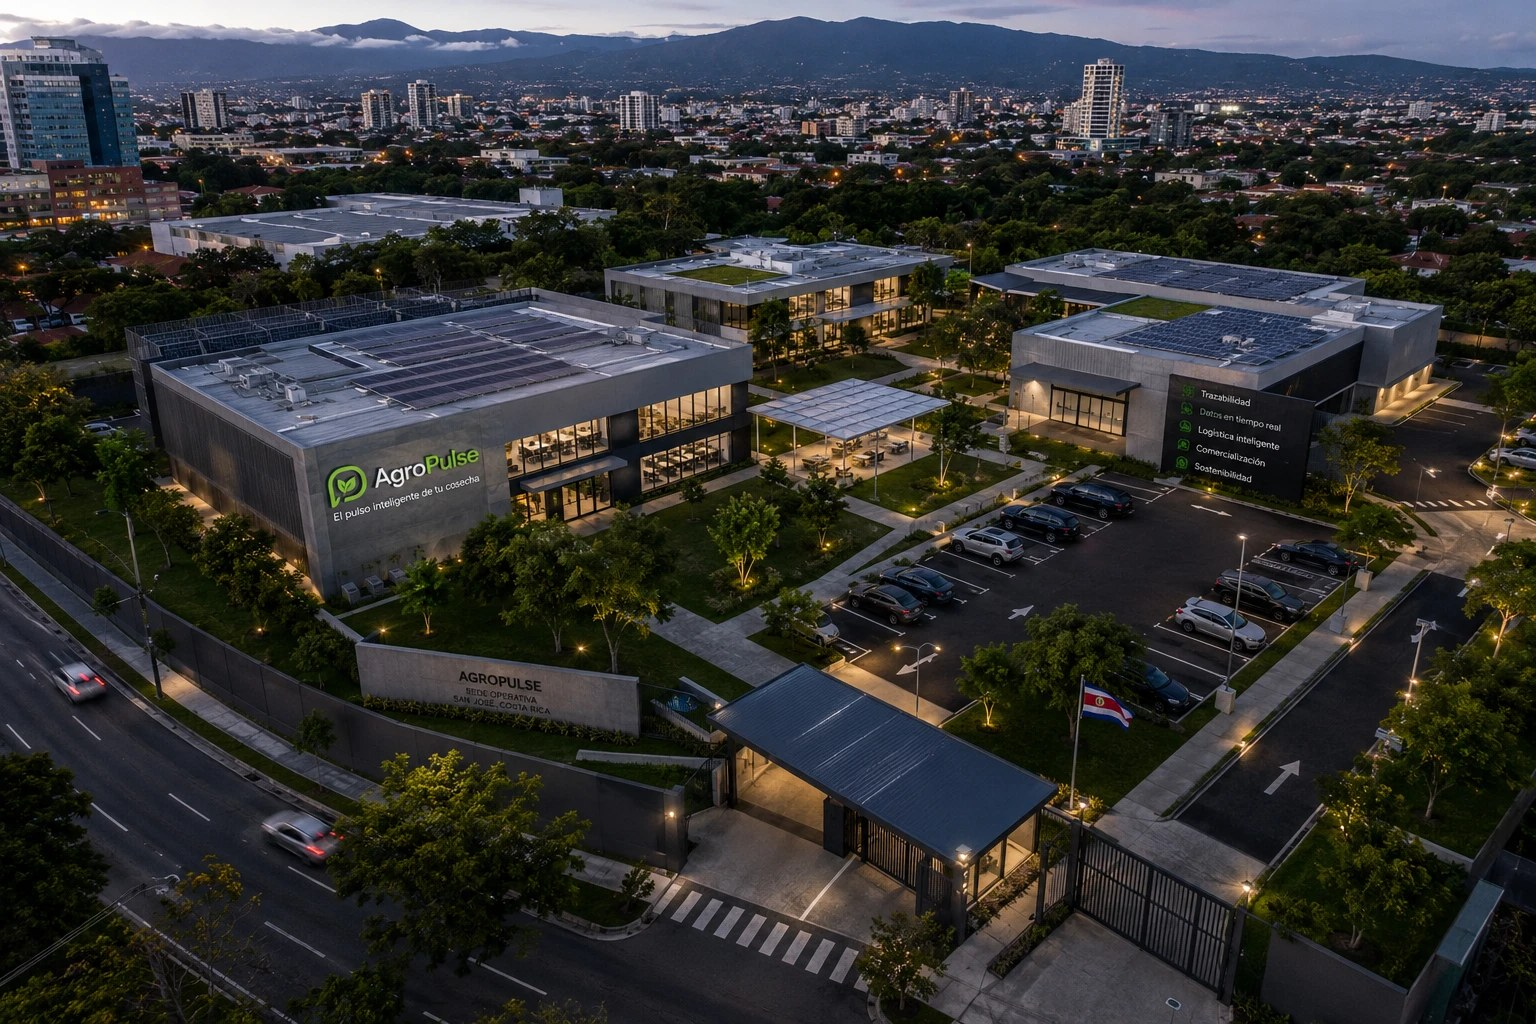 AgroPulse
El pulso inteligente de tu cosecha
Trazabilidad
Datos en tiempo real
Logística inteligente
Comercialización
Sostenibilidad
AGROPULSE
SEDE OPERATIVA
SAN JOSÉ, COSTA RICA